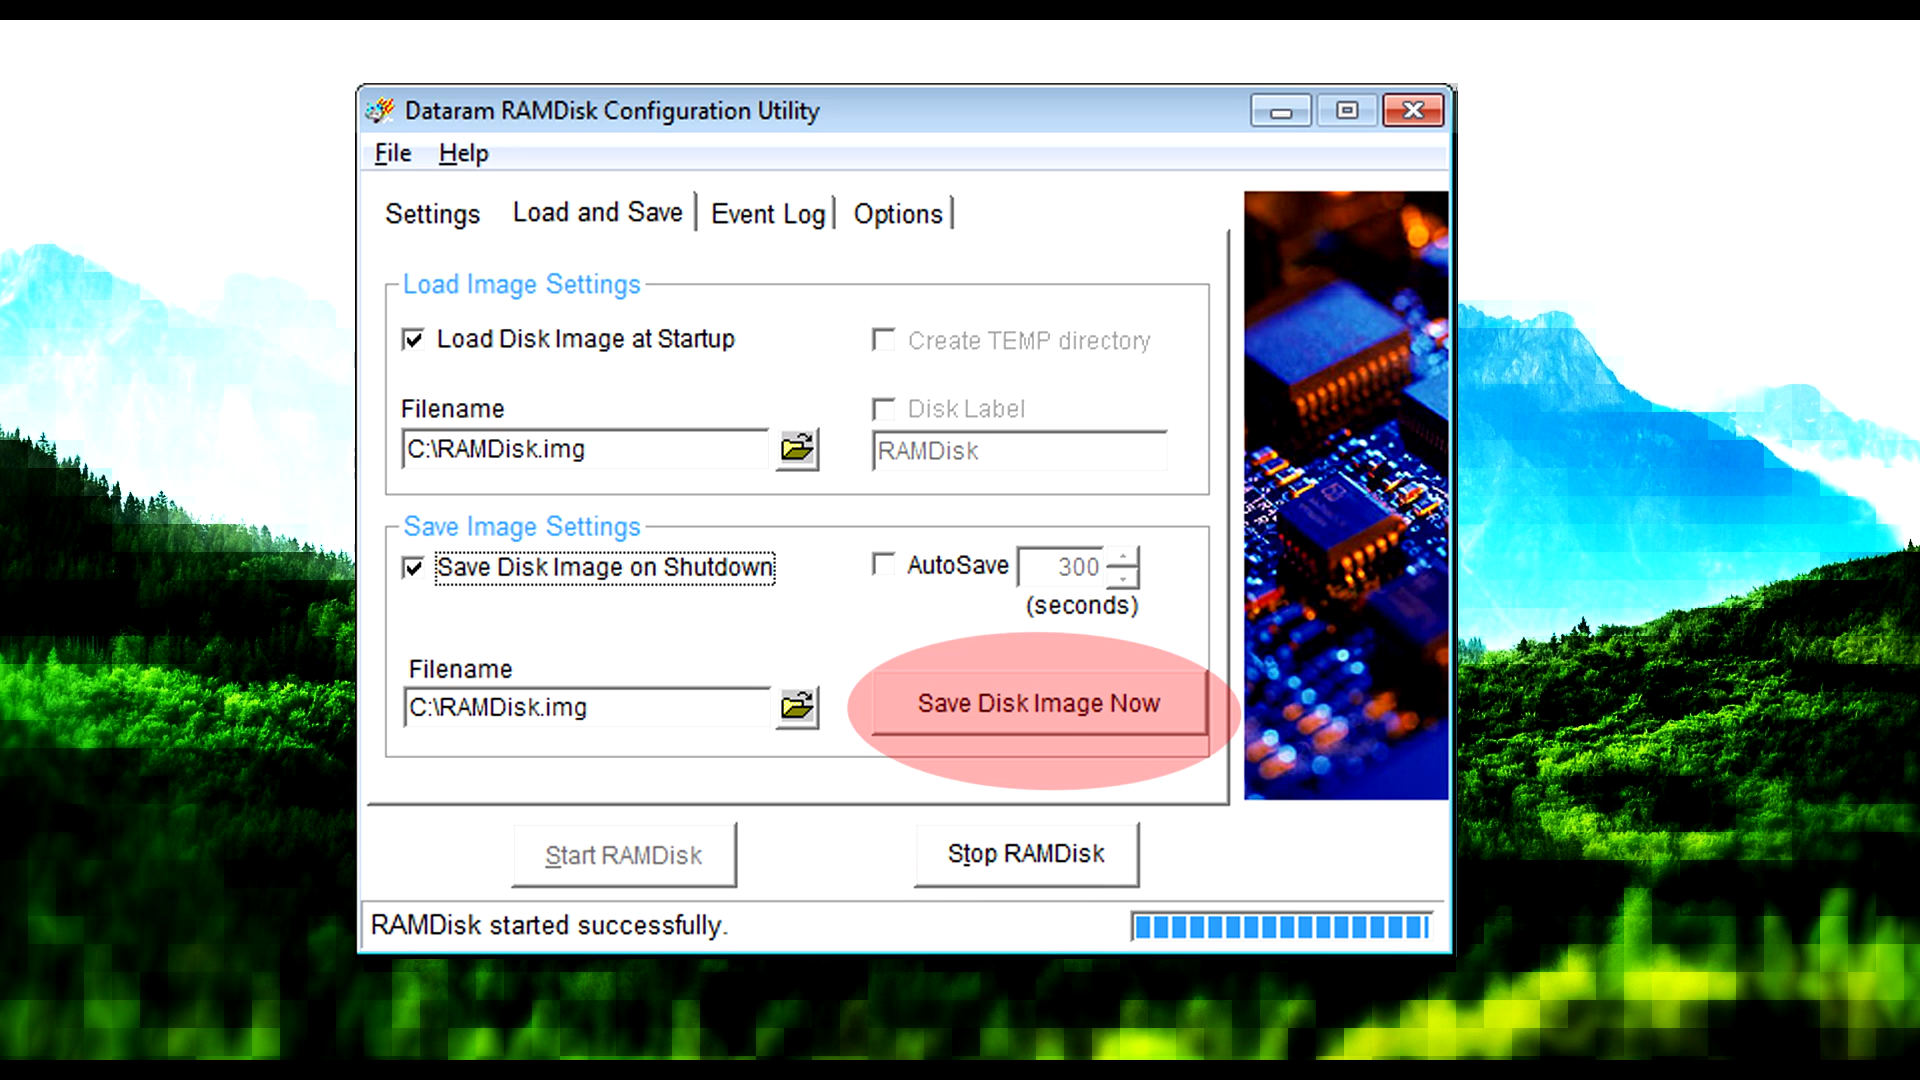 Dataram RAMDisk Configuration Utility
File Help
Settings Load and Save Event Log Options
Load Image Settings
Load Disk Image at Startup Create TEMP directory
Filename Disk Label
C:\RAMDisk.img RAMDisk
Save Image Settings
Save Disk Image on Shutdown AutoSave 300
(seconds)
Filename
C:\RAMDisk.img Save Disk Image Now
Start RAMDisk Stop RAMDisk
RAMDisk started successfully.